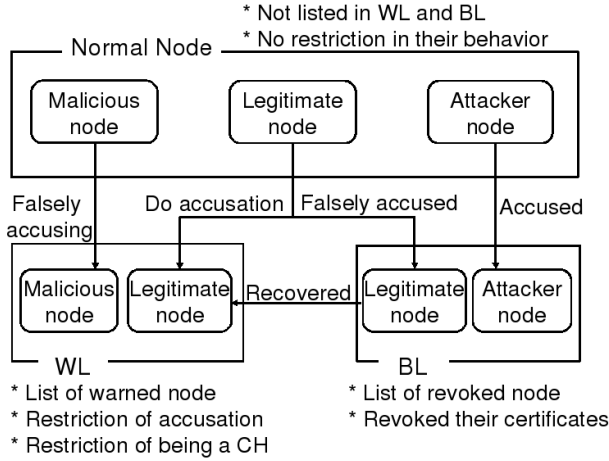 * Not listed in WL and BL
* No restriction in their behavior
Normal Node
Malicious
node
Legitimate
node
Attacker
node
Falsely
accusing
Do accusation
Falsely accused
Accused
Malicious
node
Legitimate
node
Recovered
Legitimate
node
Attacker
node
WL
* List of warned node
* Restriction of accusation
* Restriction of being a CH
BL
* List of revoked node
* Revoked their certificates